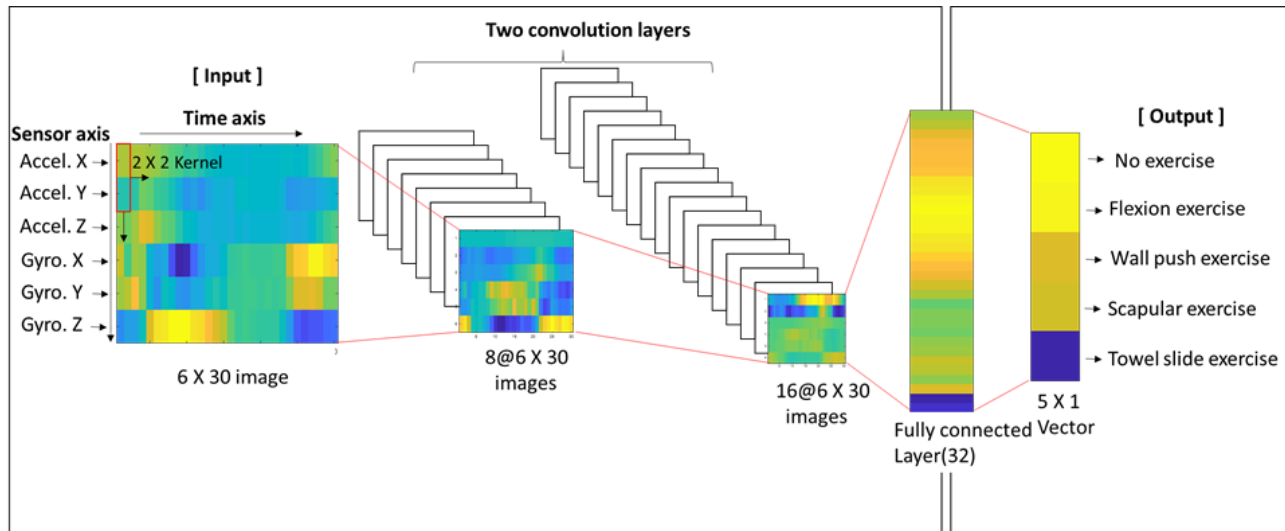 Two convolution layers
[ Input ]
Time axis
Sensor axis
2 X 2 Kernel
Accel. X
Accel. Y
Accel. Z
Gyro. X
Gyro. Y
Gyro. Z
6 X 30 image
8@6 X 30
images
16@6 X 30
images
Fully connected
Layer(32)
5 X 1
Vector
[ Output ]
No exercise
Flexion exercise
Wall push exercise
Scapular exercise
Towel slide exercise